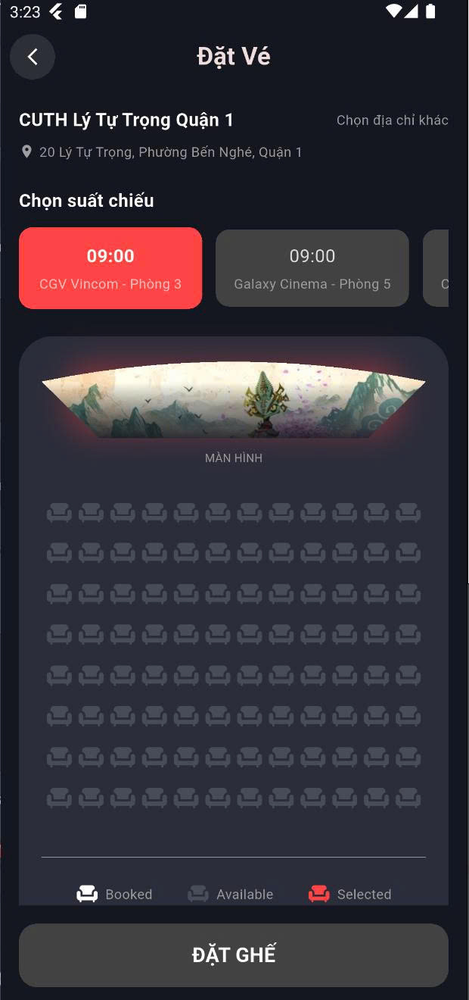 3:23
Đặt Vé
CUTH Lý Tự Trọng Quận 1
Chọn địa chỉ khác
20 Lý Tự Trọng, Phường Bến Nghé, Quận 1
Chọn suất chiếu
09:00
CGV Vincom - Phòng 3
09:00
Galaxy Cinema - Phòng 5
C
MÀN HÌNH
Booked
Available
Selected
ĐẶT GHẾ